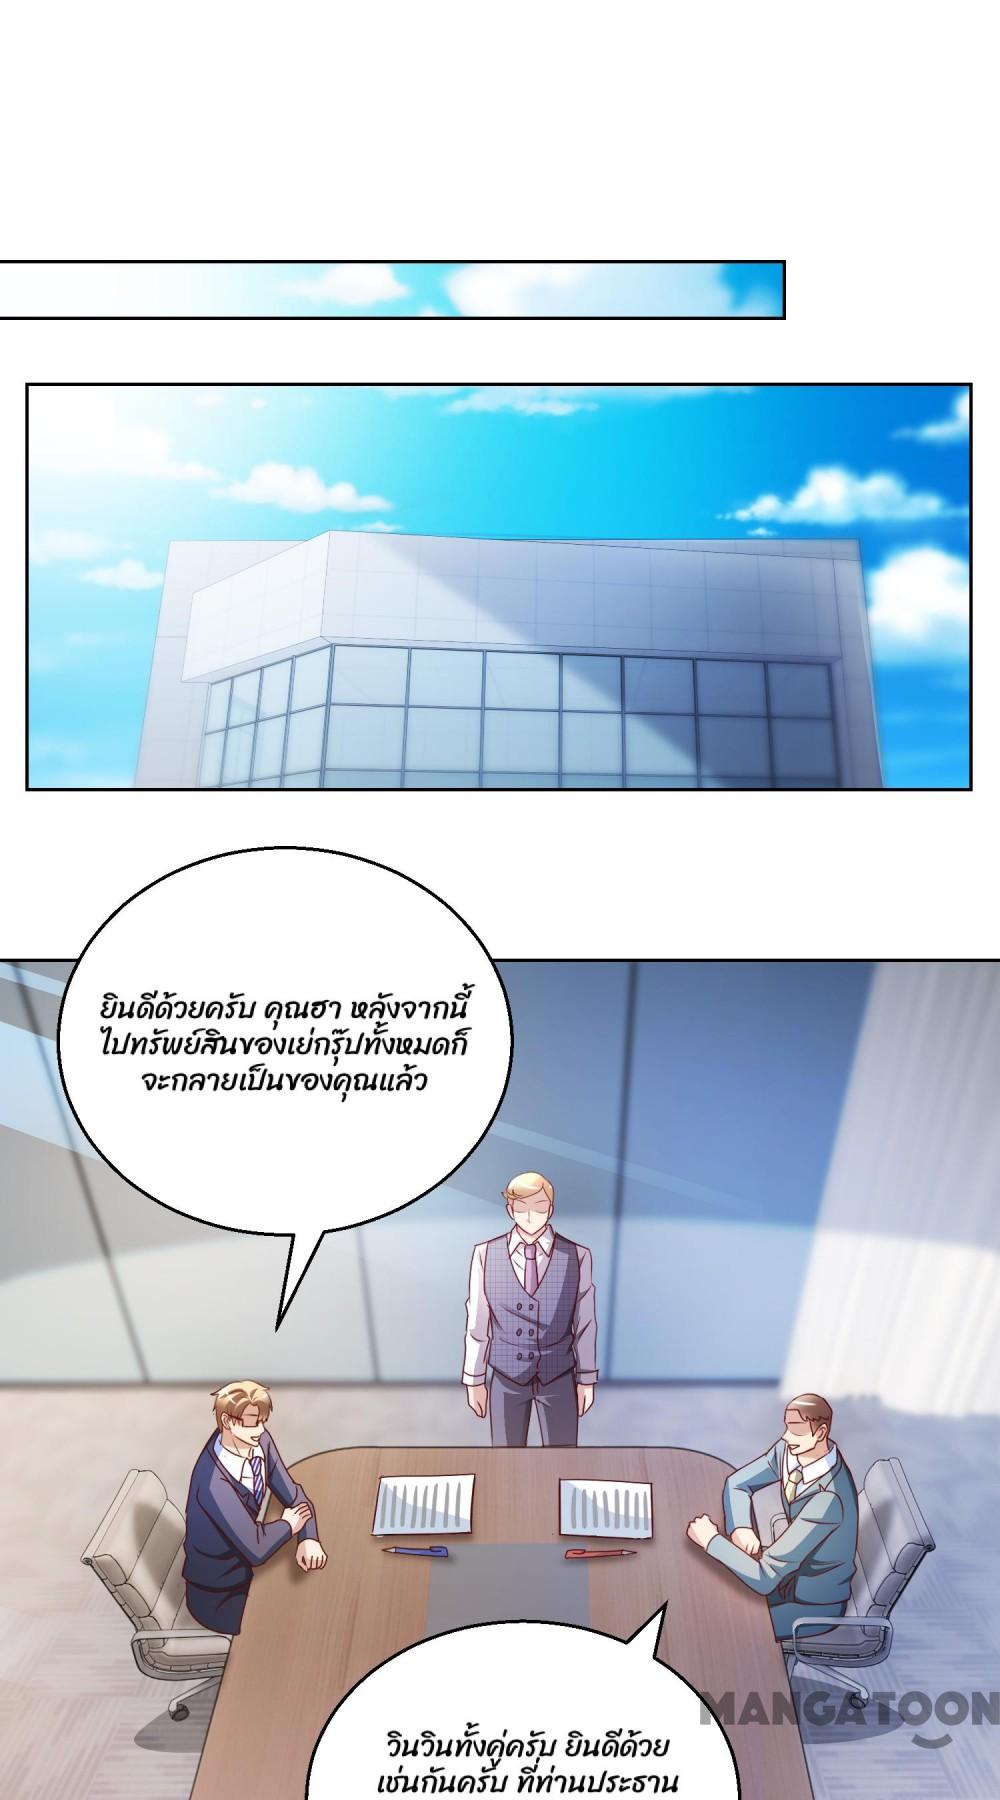 ยินดีด้วยครับ คุณฮา หลังจากนี้
ไปทรัพย์สินของเย่กรุ๊ปทั้งหมดก็
จะกลายเป็นของคุณแล้ว
MANGATOON
วินวินทั้งคู่ครับ ยินดีด้วย
เช่นกันครับ ที่ท่านประธาน